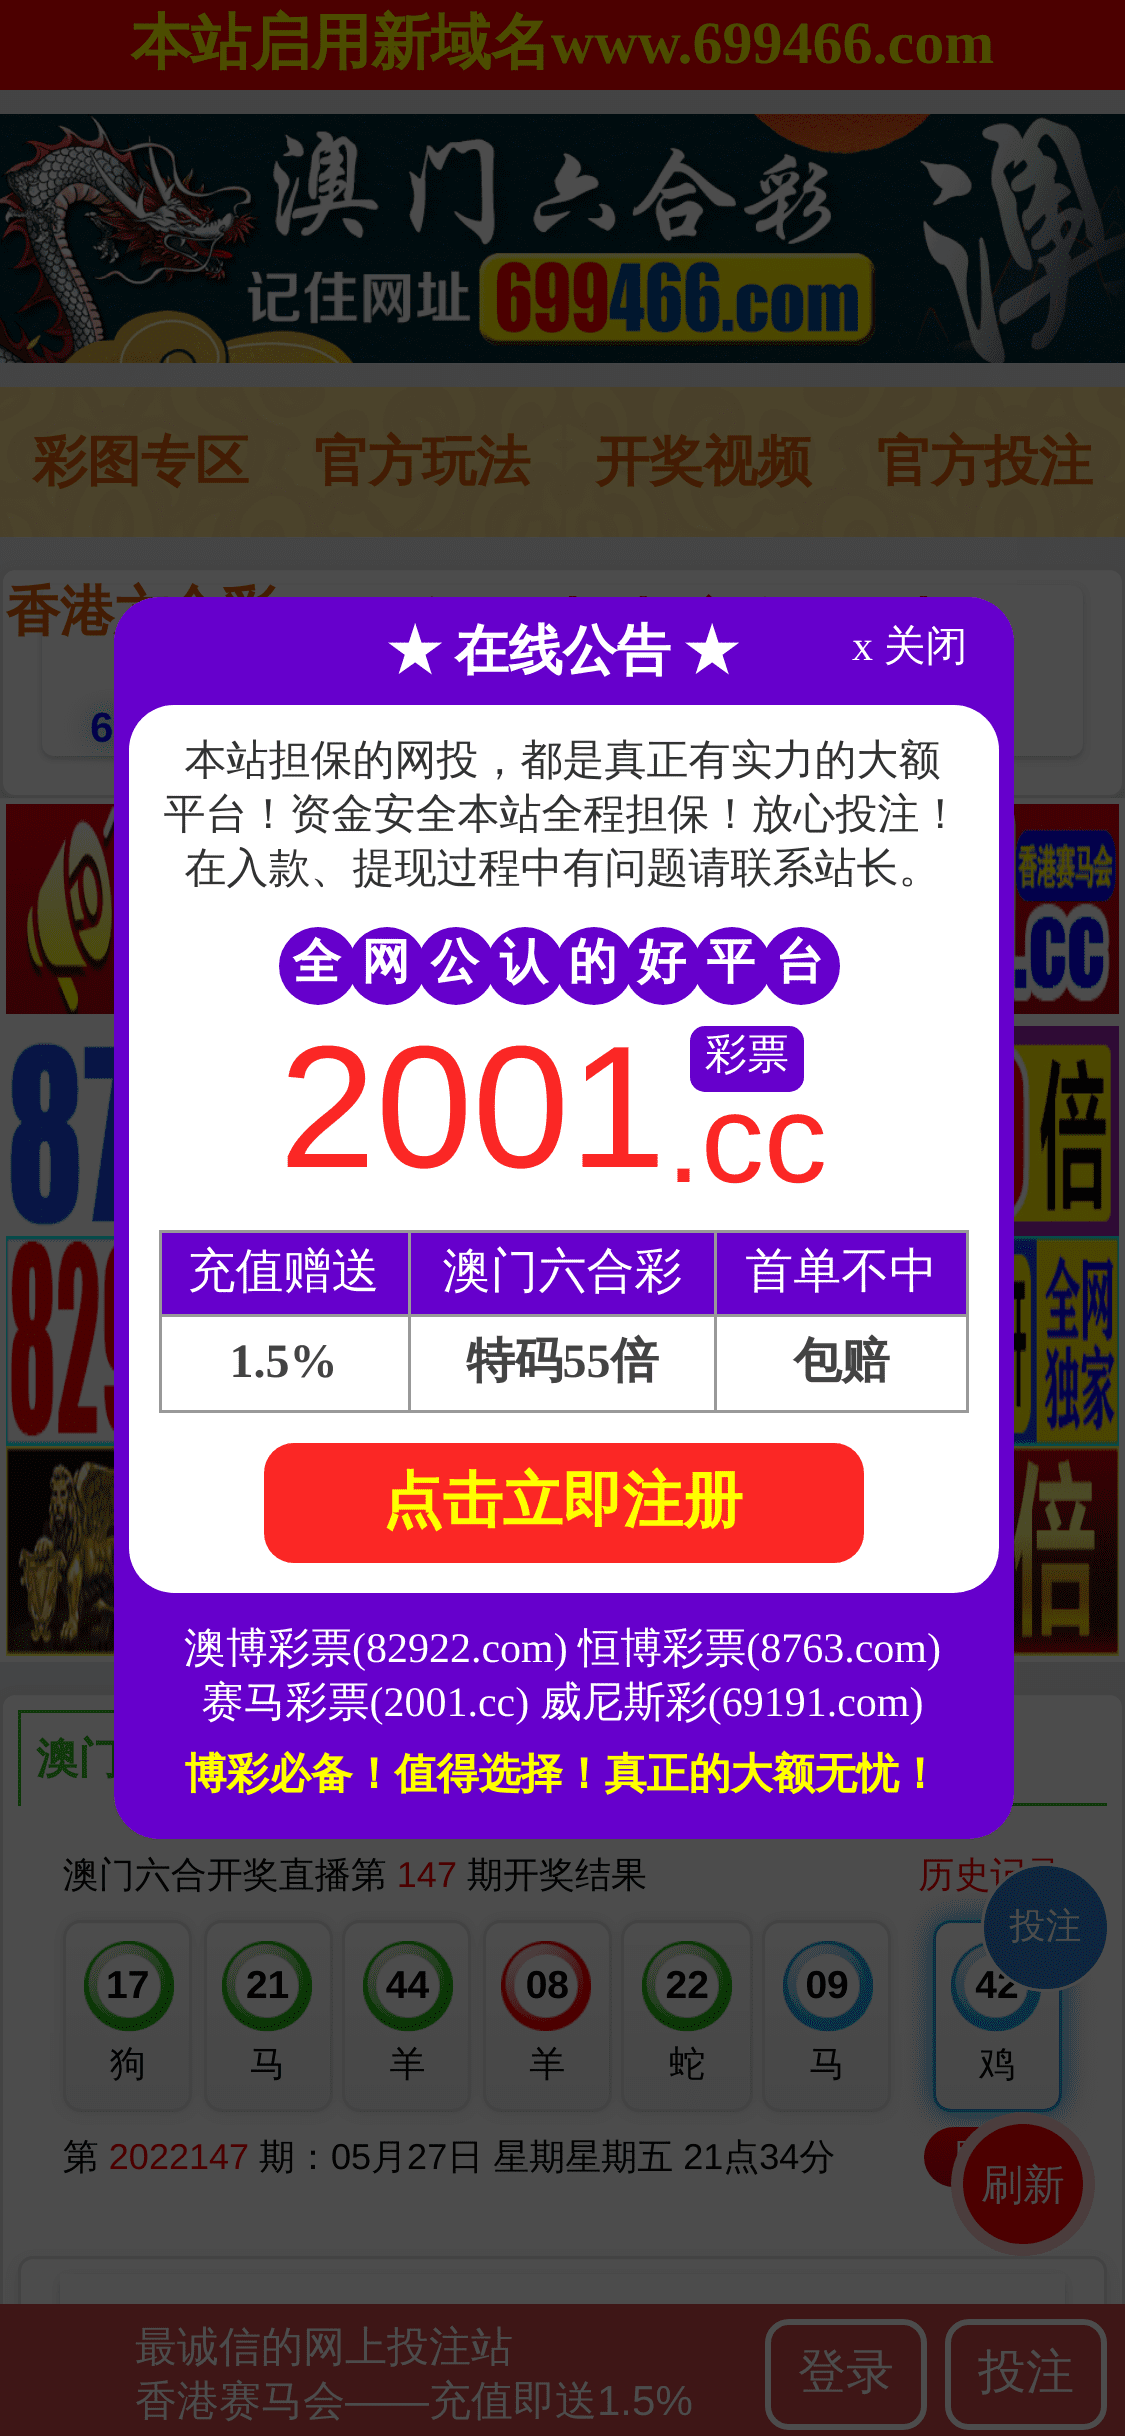 本站启用新域名www.699466.com
澳门六合彩
记住网址 699466.com
彩图专区 官方玩法 开奖视频 官方投注
★ 在线公告 ★
x 关闭
本站担保的网投，都是真正有实力的大额
平台！资金安全本站全程担保！放心投注！
在入款、提现过程中有问题请联系站长。
全网公认的好平台
彩票
2001.cc
充值赠送 澳门六合彩 首单不中
1.5% 特码55倍 包赔
点击立即注册
澳博彩票(82922.com) 恒博彩票(8763.com)
赛马彩票(2001.cc) 威尼斯彩(69191.com)
博彩必备！值得选择！真正的大额无忧！
香港赛马会
.CC
倍
全网
独家
倍
澳门
澳门六合开奖直播第 147 期开奖结果
投注
17 21 44 08 22 09 42
狗 马 羊 羊 蛇 马 鸡
第 2022147 期：05月27日 星期星期五 21点34分
刷新
最诚信的网上投注站
香港赛马会——充值即送1.5%
登录 投注